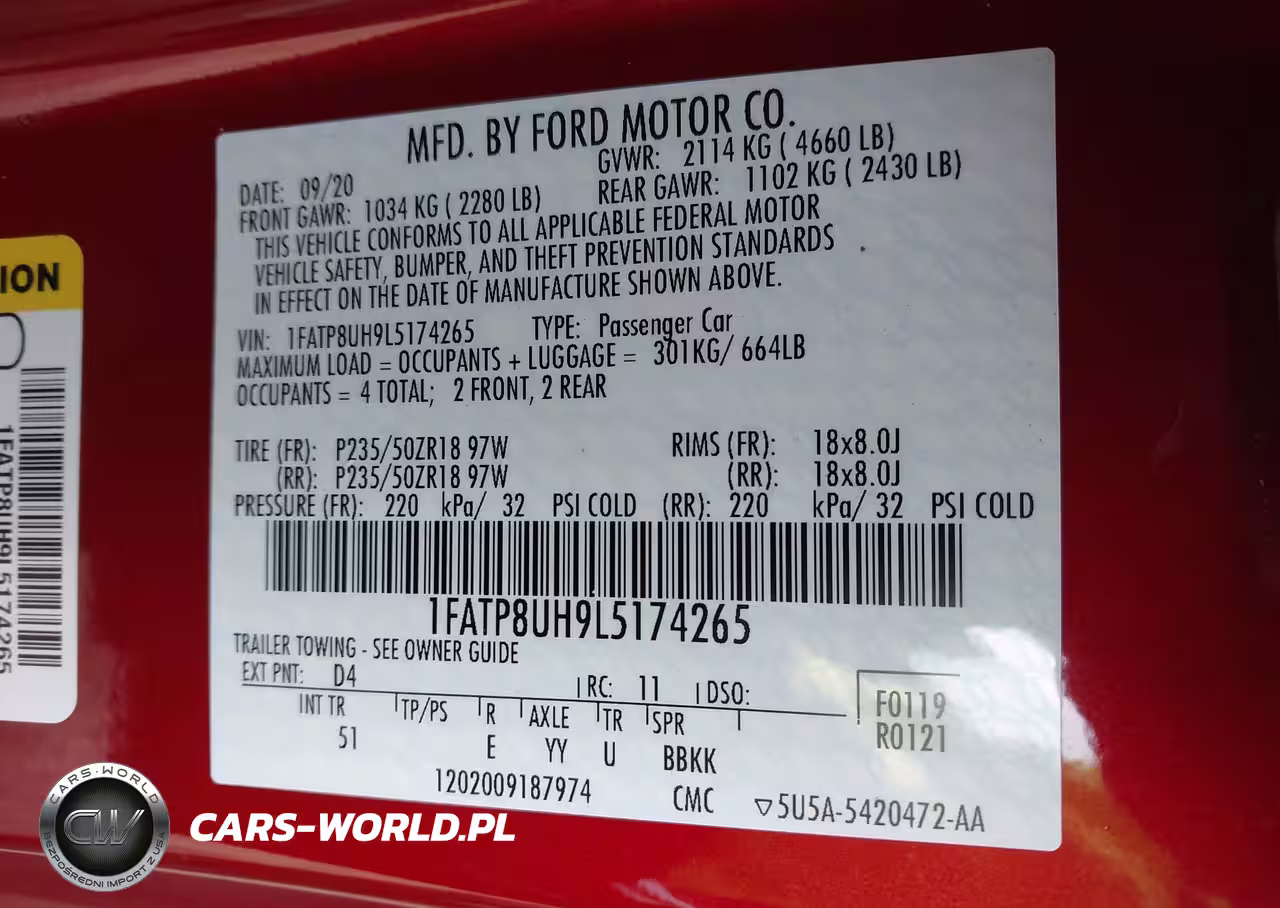 MFD. BY FORD MOTOR CO.
DATE: 09/20 GVWR: 2114 KG ( 4660 LB)
FRONT GAWR: 1034 KG ( 2280 LB) REAR GAWR: 1102 KG ( 2430 LB)
THIS VEHICLE CONFORMS TO ALL APPLICABLE FEDERAL MOTOR
VEHICLE SAFETY, BUMPER, AND THEFT PREVENTION STANDARDS
IN EFFECT ON THE DATE OF MANUFACTURE SHOWN ABOVE.
VIN: 1FATP8UH9L5174265 TYPE: Passenger Car
MAXIMUM LOAD = OCCUPANTS + LUGGAGE = 301KG/ 664LB
OCCUPANTS = 4 TOTAL; 2 FRONT, 2 REAR
TIRE (FR): P235/50ZR18 97W RIMS (FR): 18x8.0J
(RR): P235/50ZR18 97W (RR): 18x8.0J
PRESSURE (FR): 220 kPa/ 32 PSI COLD (RR): 220 kPa/ 32 PSI COLD
1FATP8UH9L5174265
TRAILER TOWING - SEE OWNER GUIDE
EXT PNT: D4 RC: 11 DSO:
INT TR TP/PS R AXLE TR SPR F0119
51 E YY U BBKK R0121
1202009187974 CMC ▽5U5A-5420472-AA
ION
1FATP8UH9L5174265
CARS-WORLD
CW
BEZPOŚREDNI IMPORT Z USA
CARS-WORLD.PL